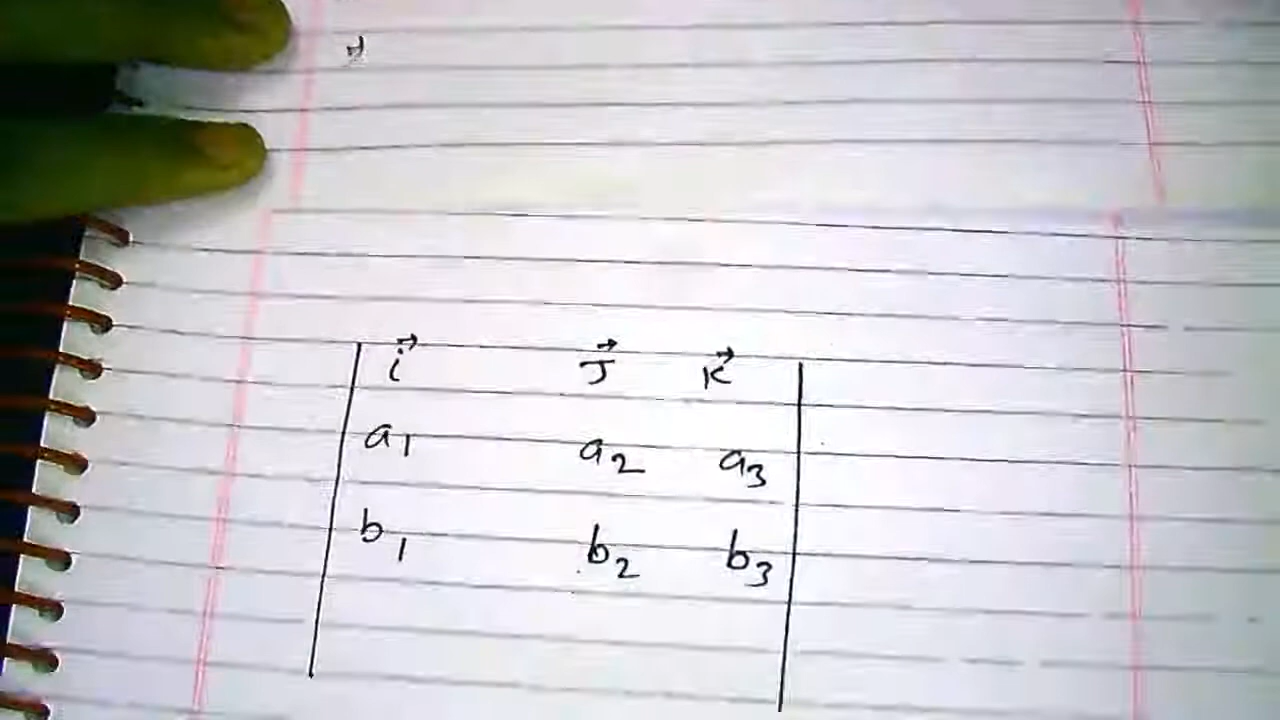 | i⃗ J⃗ K⃗ |
| a₁ a₂ a₃ |
| b₁ b₂ b₃ |